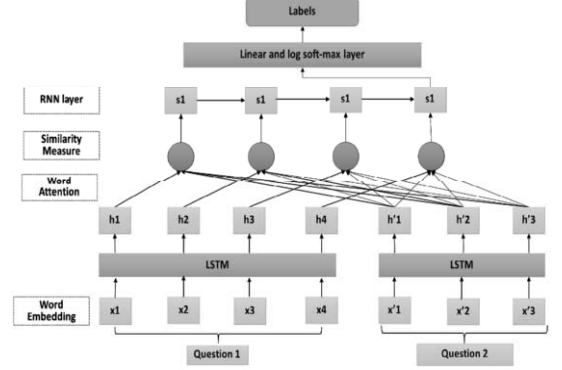 Labels
Linear and log soft-max layer
RNN layer
s1 s1 s1 s1
Similarity
Measure
Word
Attention
h1 h2 h3 h4 h'1 h'2 h'3
LSTM LSTM
Word
Embedding
x1 x2 x3 x4 x'1 x'2 x'3
Question 1 Question 2